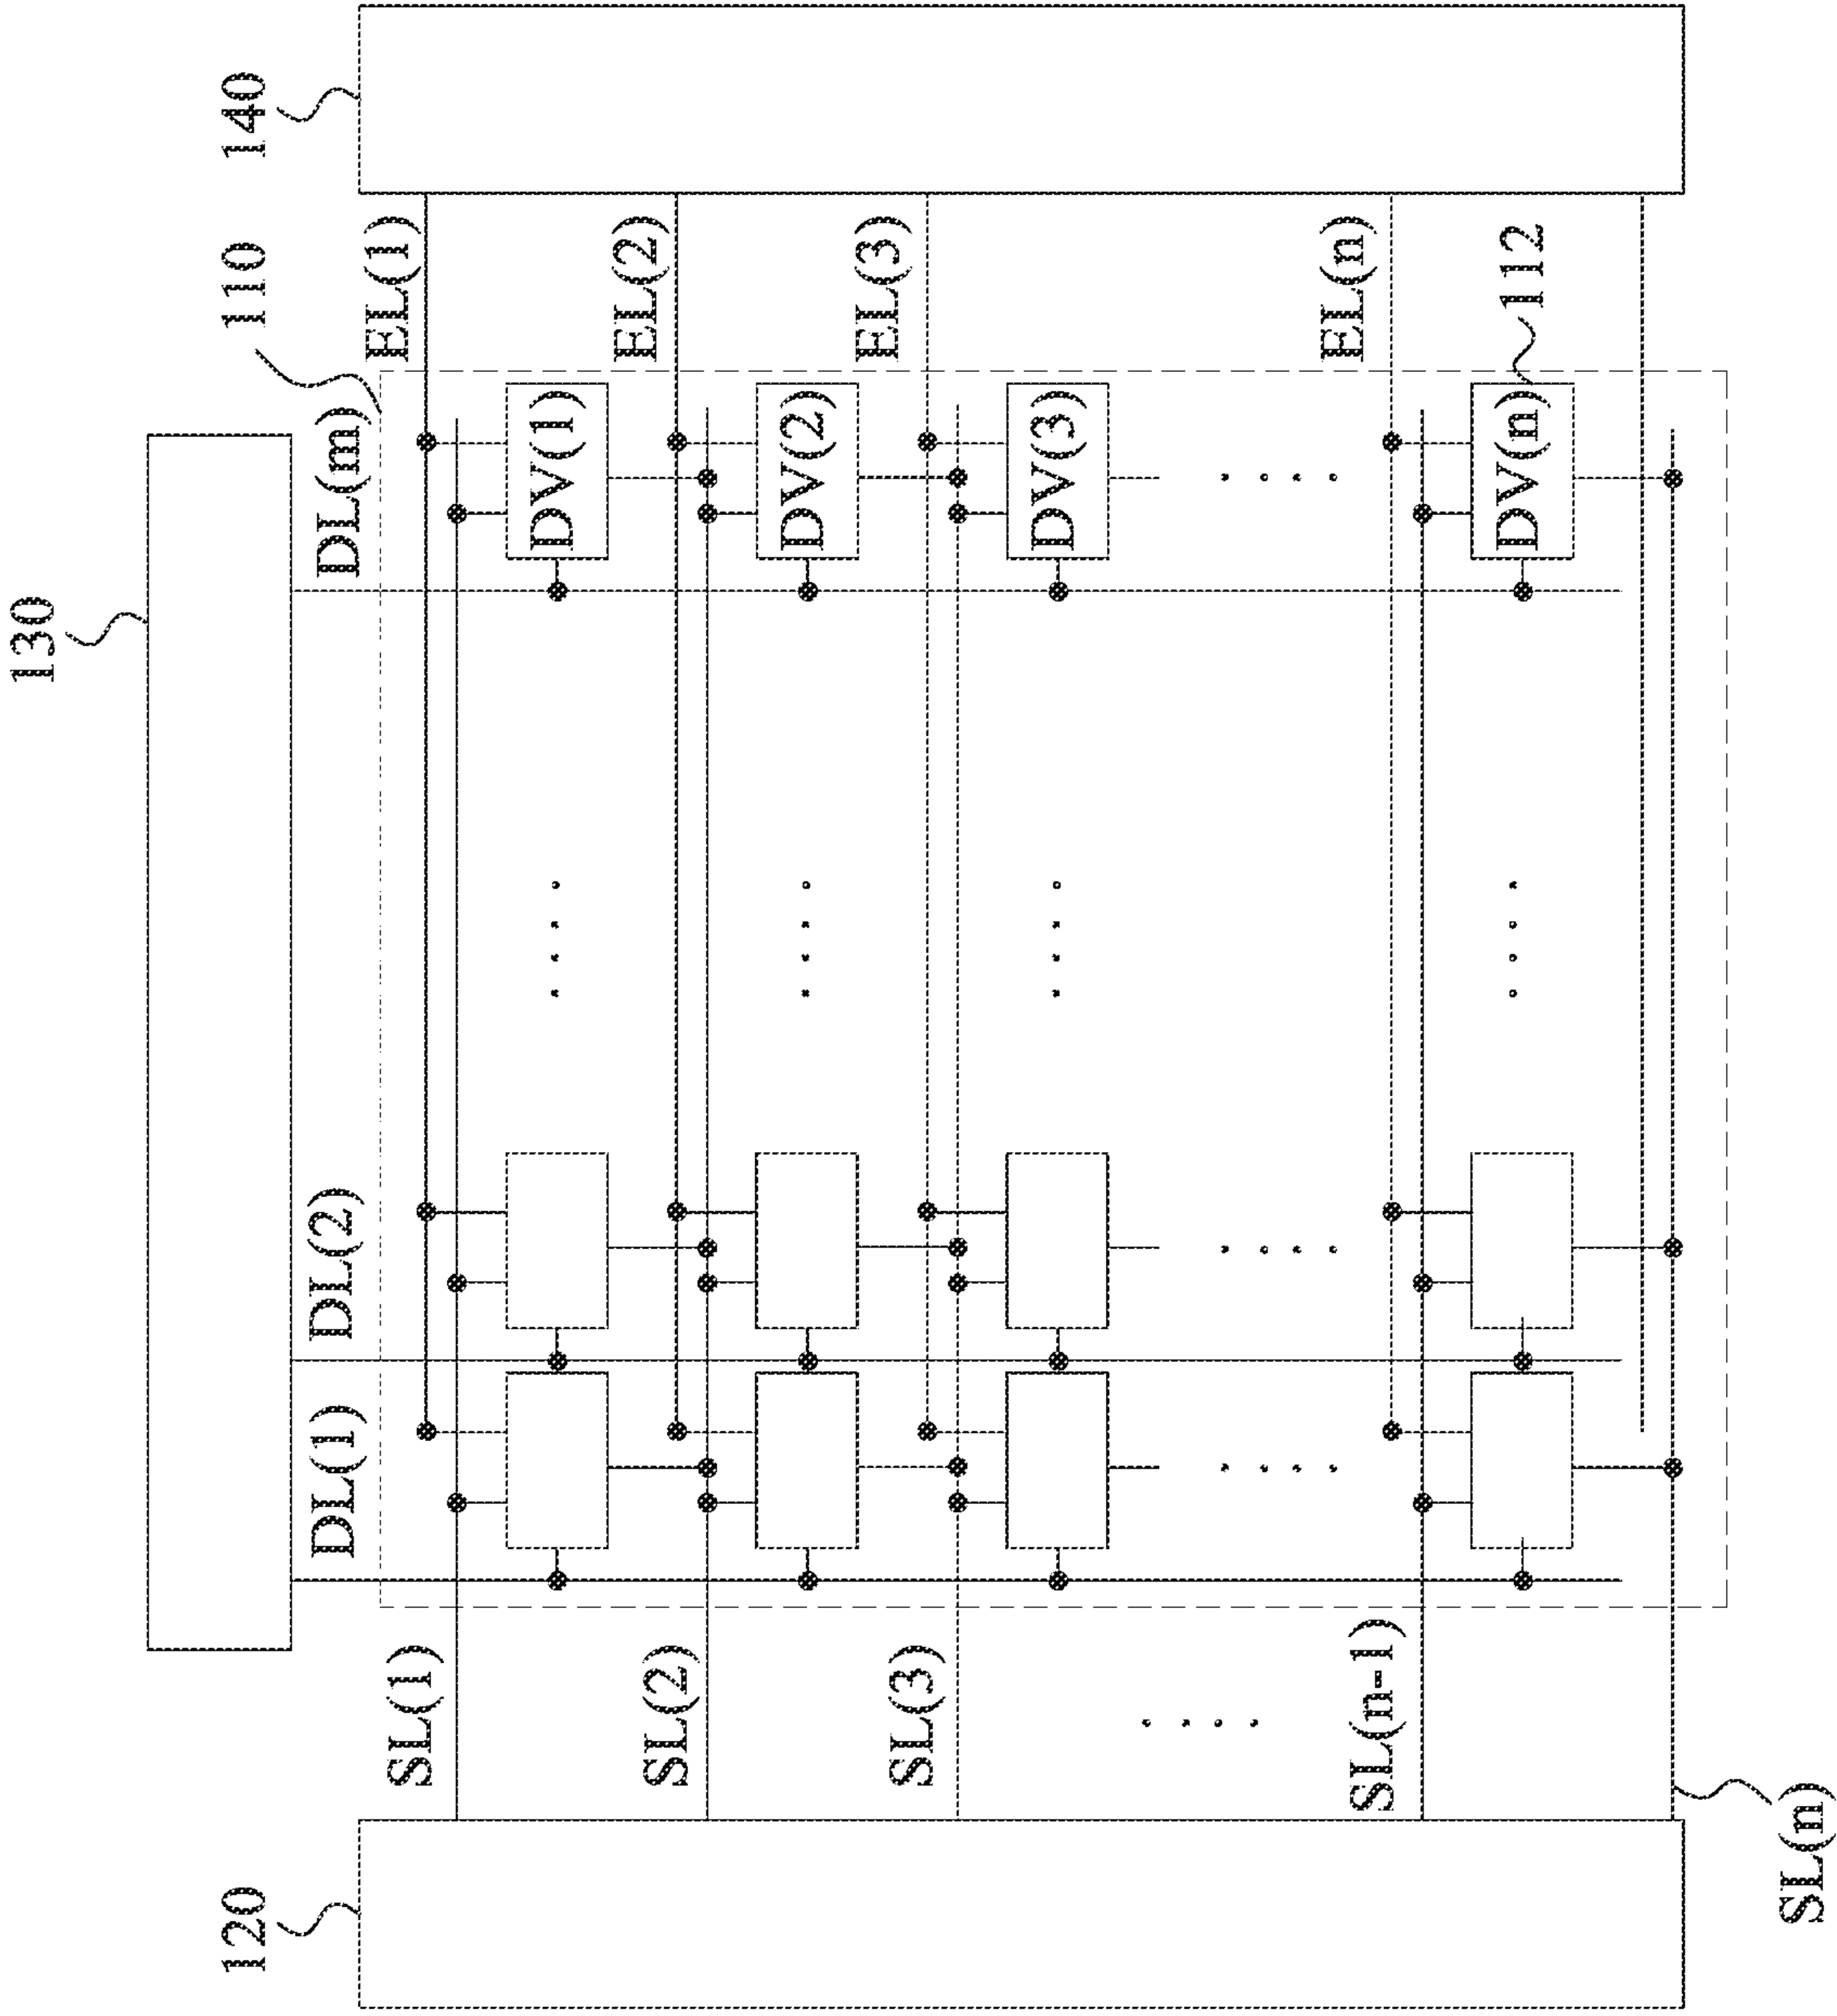 130
DL(1)
DL(2)
DL(m)
110
120
140
SL(1)
EL(1)
DV(1)
SL(2)
EL(2)
DV(2)
SL(3)
EL(3)
DV(3)
SL(n-1)
EL(n)
DV(n)
112
SL(n)